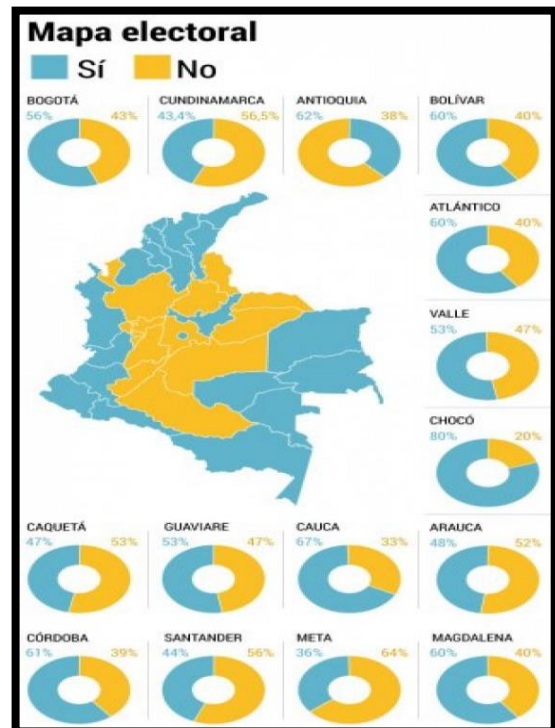 Mapa electoral
Sí No
BOGOTÁ CUNDINAMARCA ANTIOQUIA BOLÍVAR
56% 43% 43,4% 56,5% 62% 38% 60% 40%
ATLÁNTICO
60% 40%
VALLE
53% 47%
CHOCÓ
80% 20%
CAQUETÁ GUAVIARE CAUCA ARAUCA
47% 53% 53% 47% 67% 33% 48% 52%
CÓRDOBA SANTANDER META MAGDALENA
61% 39% 44% 56% 36% 64% 60% 40%